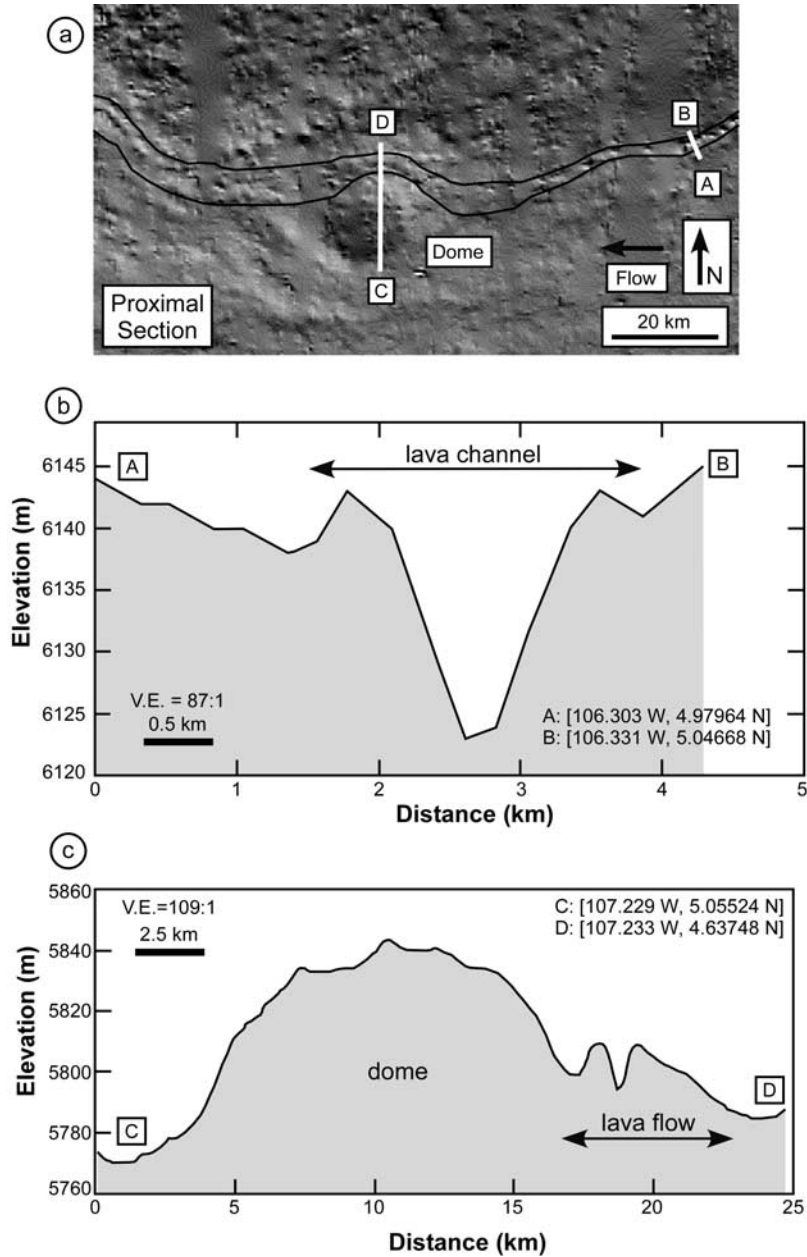 a
D
B
A
Dome
C
Flow
N
Proximal
Section
20 km
b
A
lava channel
B
6145
6140
6135
6130
6125
6120
Elevation (m)
V.E. = 87:1
0.5 km
A: [106.303 W, 4.97964 N]
B: [106.331 W, 5.04668 N]
0 1 2 3 4 5
Distance (km)
c
5860
5840
5820
5800
5780
5760
Elevation (m)
V.E.=109:1
2.5 km
C: [107.229 W, 5.05524 N]
D: [107.233 W, 4.63748 N]
dome
C
D
lava flow
0 5 10 15 20 25
Distance (km)